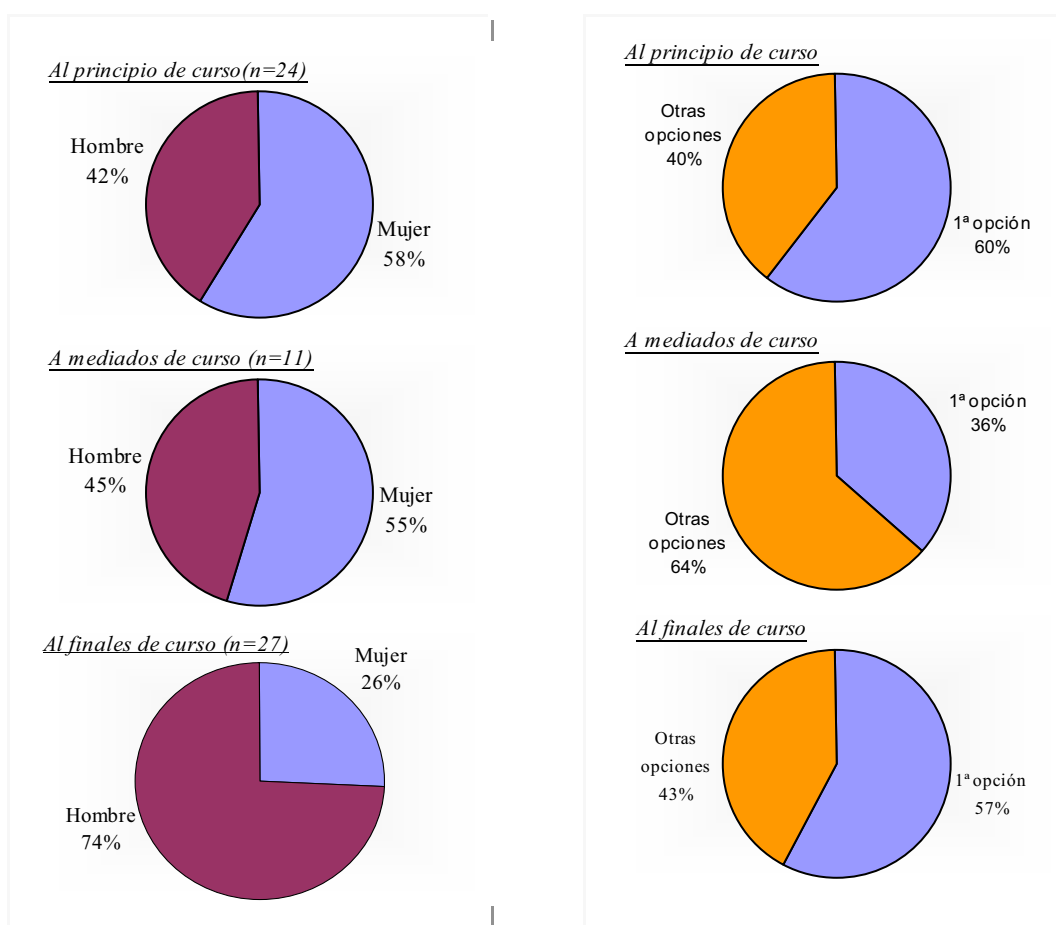 Al principio de curso(n=24)
Hombre
42%
Mujer
58%
A mediados de curso (n=11)
Hombre
45%
Mujer
55%
Al finales de curso (n=27)
Mujer
26%
Hombre
74%
Al principio de curso
Otras
opciones
40%
1ª opción
60%
A mediados de curso
1ª opción
36%
Otras
opciones
64%
Al finales de curso
Otras
opciones
43%
1ª opción
57%